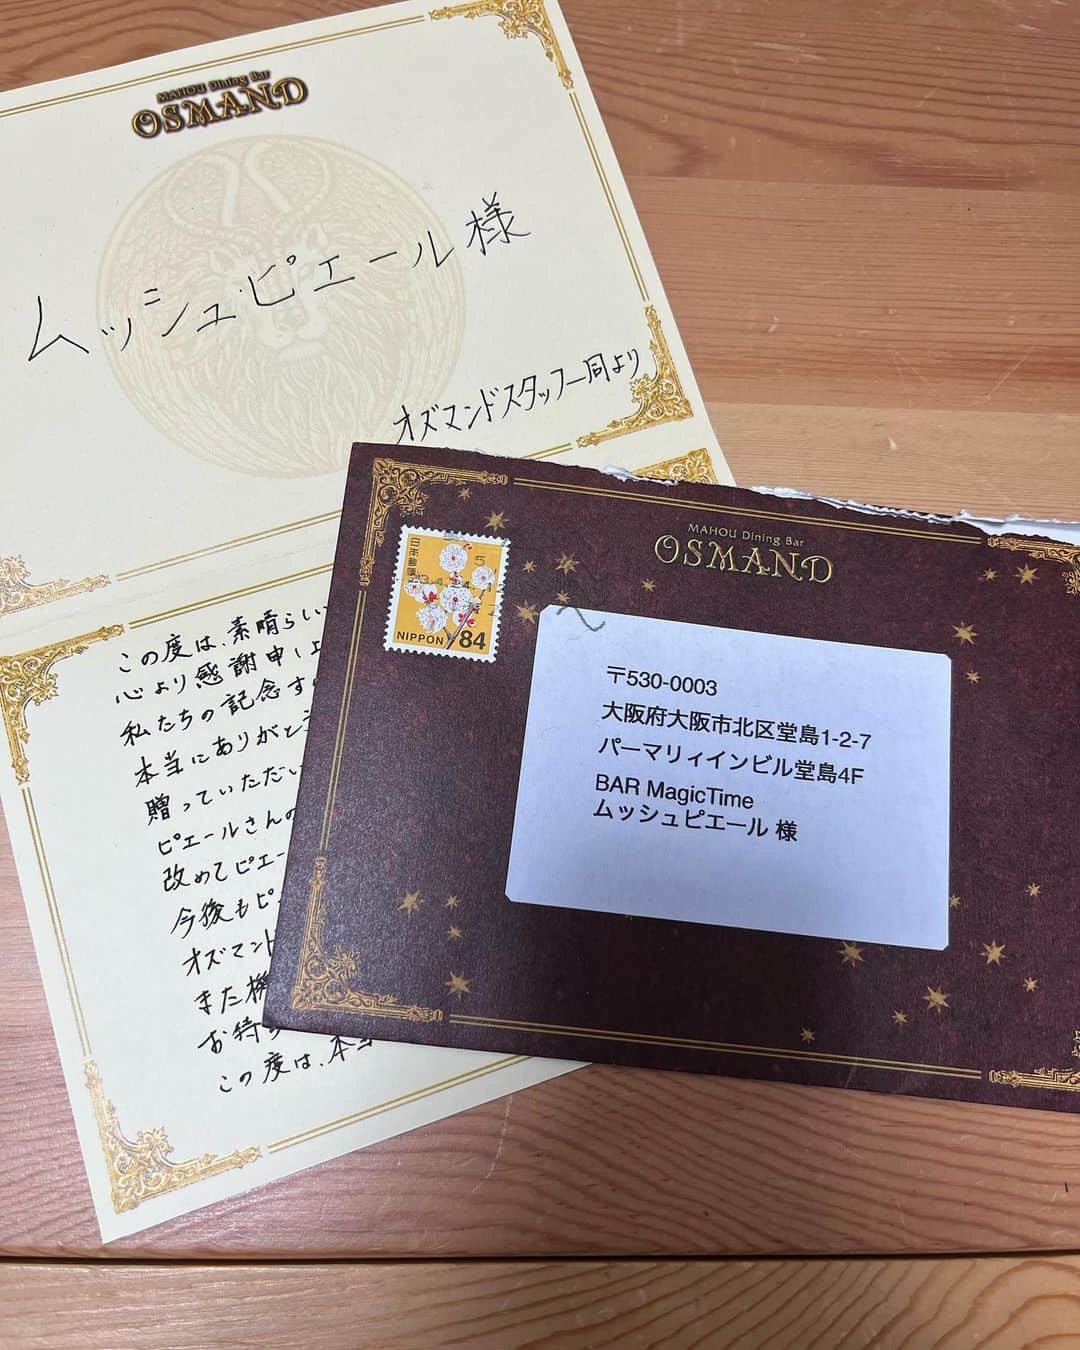 MAHOU Dining Bar
OSMAND
ムッシュ・ピエール様
オズマンドスタッフ一同より
この度は、素晴らしい
心より感謝申し上
私たちの記念す
本当にありがとう
贈っていただい
ピエールさんの
改めてピエー
今後もピ
オズマンド
また機
お待ち
この度は、本当
日本郵便
NIPPON 84
MAHOU Dining Bar
OSMAND
〒530-0003
大阪府大阪市北区堂島1-2-7
パーマリィインビル堂島4F
BAR MagicTime
ムッシュピエール 様